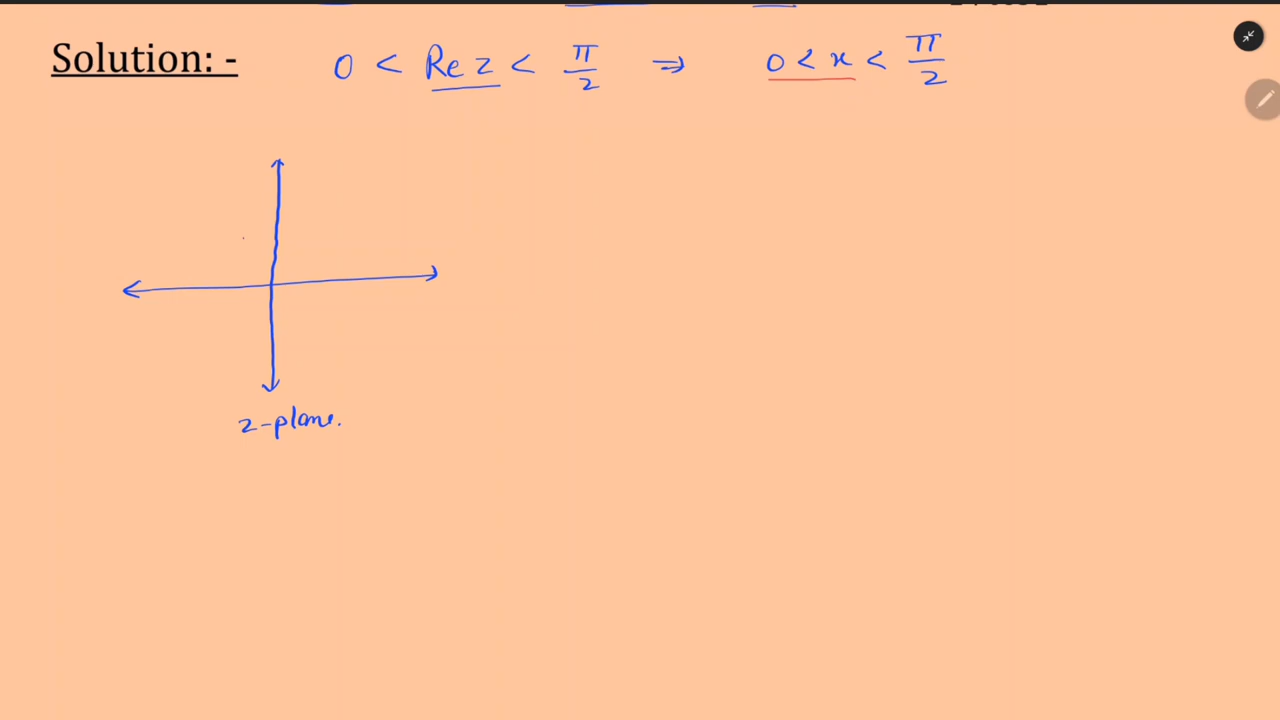 Solution: - 0 < Re z < π/2 ⇒ 0 < x < π/2
z-plane.